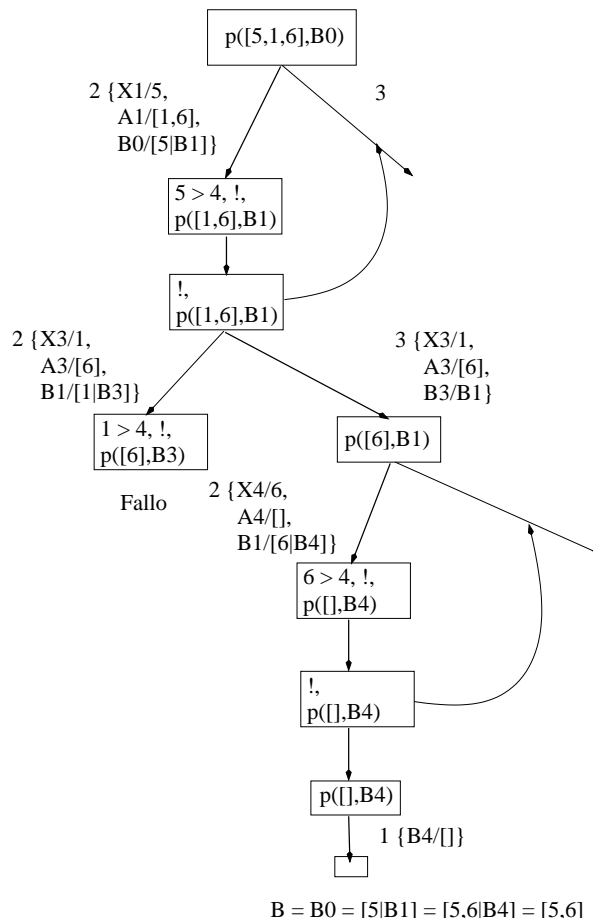 p([5,1,6],B0)
2 {X1/5,
A1/[1,6],
B0/[5|B1]}
3
5 > 4, !,
p([1,6],B1)
!,
p([1,6],B1)
2 {X3/1,
A3/[6],
B1/[1|B3]}
3 {X3/1,
A3/[6],
B3/B1}
1 > 4, !,
p([6],B3)
Fallo
p([6],B1)
2 {X4/6,
A4/[],
B1/[6|B4]}
6 > 4, !,
p([],B4)
!,
p([],B4)
p([],B4)
1 {B4/[]}
B = B0 = [5|B1] = [5,6|B4] = [5,6]